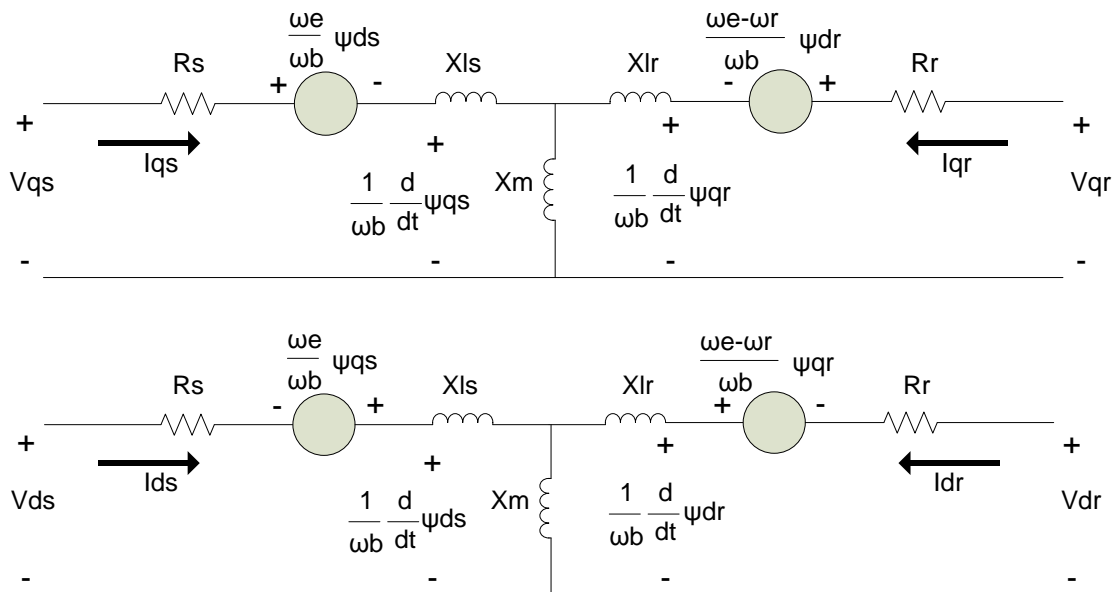 ωe
ωb
ψds
ωe-ωr
ωb
ψdr
Rs
+
-
Xls
Xlr
-
+
Rr
+
Iqs
+
+
Iqr
+
Vqs
1
ωb
d
dt
ψqs
Xm
1
ωb
d
dt
ψqr
Vqr
-
-
-
-
ωe
ωb
ψqs
ωe-ωr
ωb
ψqr
Rs
-
+
Xls
Xlr
+
-
Rr
+
Ids
+
+
Idr
+
Vds
1
ωb
d
dt
ψds
Xm
1
ωb
d
dt
ψdr
Vdr
-
-
-
-